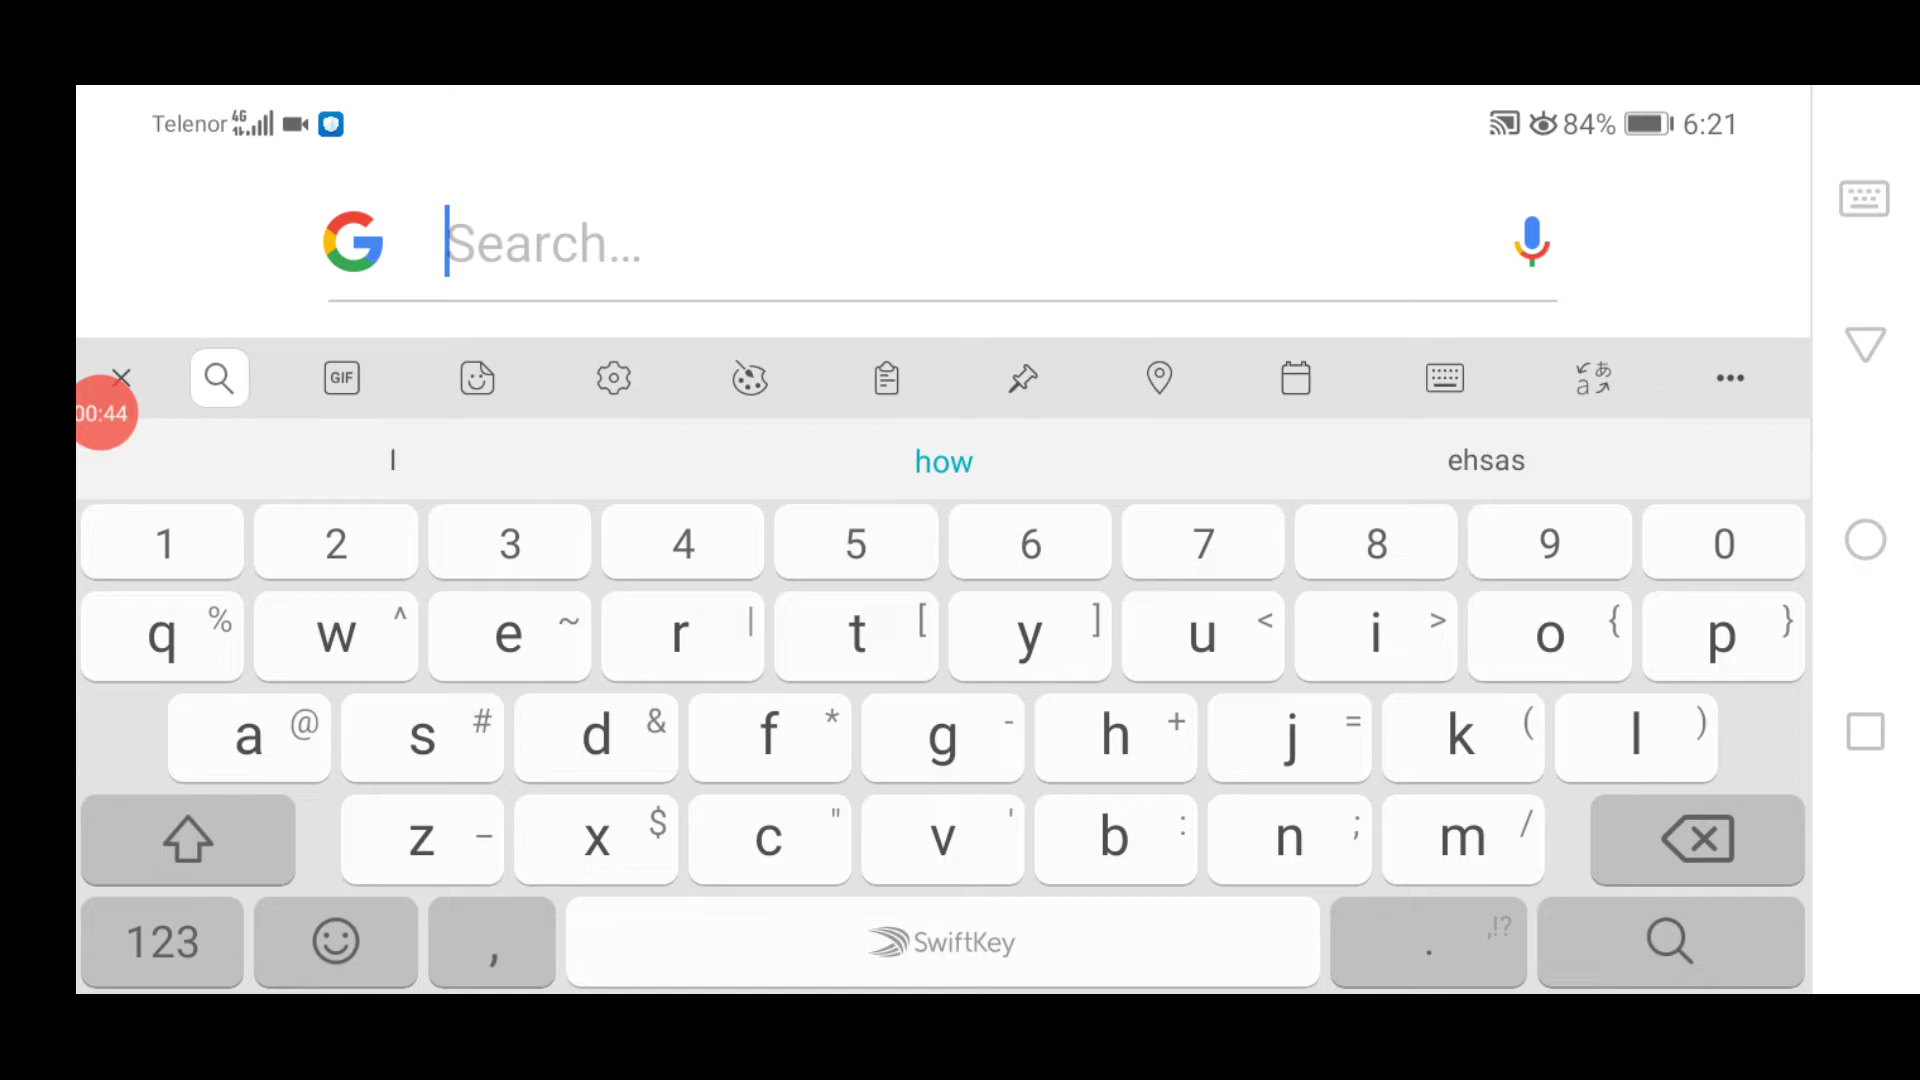 Telenor 4G 84% 6:21
G Search...
GIF a あ
00:44
I how ehsas
1 2 3 4 5 6 7 8 9 0
q % w ^ e ~ r | t [ y ] u < i > o { p }
a @ s # d & f * g - h + j = k ( l )
z _ x $ c " v ' b : n ; m /
123 , SwiftKey . ,!?